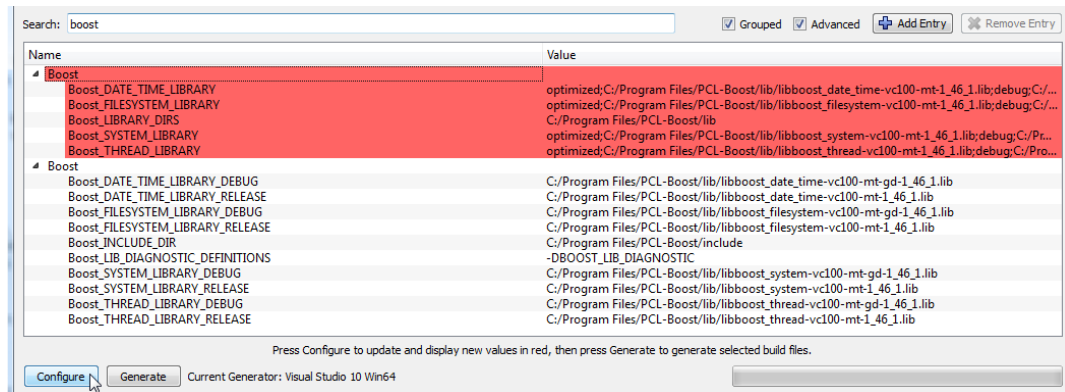 Search: boost Grouped Advanced Add Entry Remove Entry
Name Value
Boost
Boost_DATE_TIME_LIBRARY optimized;C:/Program Files/PCL-Boost/lib/libboost_date_time-vc100-mt-1_46_1.lib;debug;C:/...
Boost_FILESYSTEM_LIBRARY optimized;C:/Program Files/PCL-Boost/lib/libboost_filesystem-vc100-mt-1_46_1.lib;debug;C:/...
Boost_LIBRARY_DIRS C:/Program Files/PCL-Boost/lib
Boost_SYSTEM_LIBRARY optimized;C:/Program Files/PCL-Boost/lib/libboost_system-vc100-mt-1_46_1.lib;debug;C:/Pr...
Boost_THREAD_LIBRARY optimized;C:/Program Files/PCL-Boost/lib/libboost_thread-vc100-mt-1_46_1.lib;debug;C:/Pro...
Boost
Boost_DATE_TIME_LIBRARY_DEBUG C:/Program Files/PCL-Boost/lib/libboost_date_time-vc100-mt-gd-1_46_1.lib
Boost_DATE_TIME_LIBRARY_RELEASE C:/Program Files/PCL-Boost/lib/libboost_date_time-vc100-mt-1_46_1.lib
Boost_FILESYSTEM_LIBRARY_DEBUG C:/Program Files/PCL-Boost/lib/libboost_filesystem-vc100-mt-gd-1_46_1.lib
Boost_FILESYSTEM_LIBRARY_RELEASE C:/Program Files/PCL-Boost/lib/libboost_filesystem-vc100-mt-1_46_1.lib
Boost_INCLUDE_DIR C:/Program Files/PCL-Boost/include
Boost_LIB_DIAGNOSTIC_DEFINITIONS -DBOOST_LIB_DIAGNOSTIC
Boost_SYSTEM_LIBRARY_DEBUG C:/Program Files/PCL-Boost/lib/libboost_system-vc100-mt-gd-1_46_1.lib
Boost_SYSTEM_LIBRARY_RELEASE C:/Program Files/PCL-Boost/lib/libboost_system-vc100-mt-1_46_1.lib
Boost_THREAD_LIBRARY_DEBUG C:/Program Files/PCL-Boost/lib/libboost_thread-vc100-mt-gd-1_46_1.lib
Boost_THREAD_LIBRARY_RELEASE C:/Program Files/PCL-Boost/lib/libboost_thread-vc100-mt-1_46_1.lib
Press Configure to update and display new values in red, then press Generate to generate selected build files.
Configure Generate Current Generator: Visual Studio 10 Win64